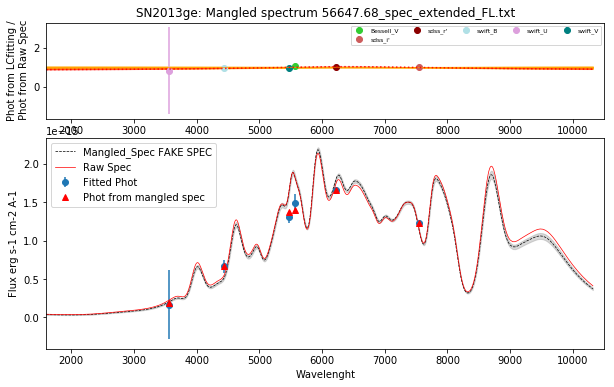 SN2013ge: Mangled spectrum 56647.68_spec_extended_FL.txt
Phot from LCfitting /
Phot from Raw Spec
2
0
Bessell_V
sdss_r'
swift_B
swift_U
swift_V
sdss_i'
2000 3000 4000 5000 6000 7000 8000 9000 10000
1e−15
Mangled_Spec FAKE SPEC
Raw Spec
Fitted Phot
Phot from mangled spec
Flux erg s-1 cm-2 A-1
2.0
1.5
1.0
0.5
0.0
2000 3000 4000 5000 6000 7000 8000 9000 10000
Wavelenght